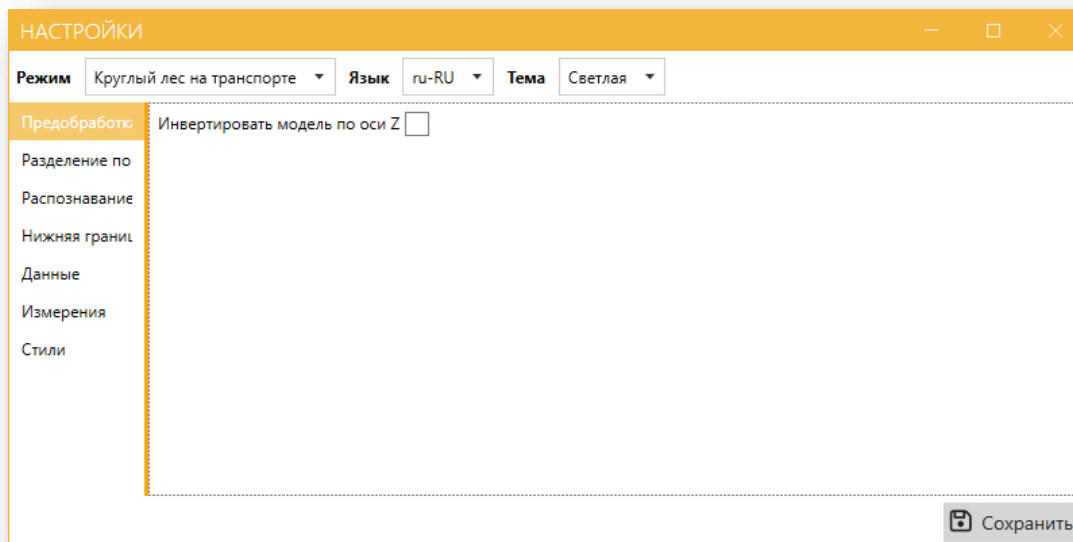 НАСТРОЙКИ
Режим Круглый лес на транспорте Язык ru-RU Тема Светлая
Предобработка Инвертировать модель по оси Z
Разделение по
Распознавание
Нижняя границ
Данные
Измерения
Стили
Сохранить